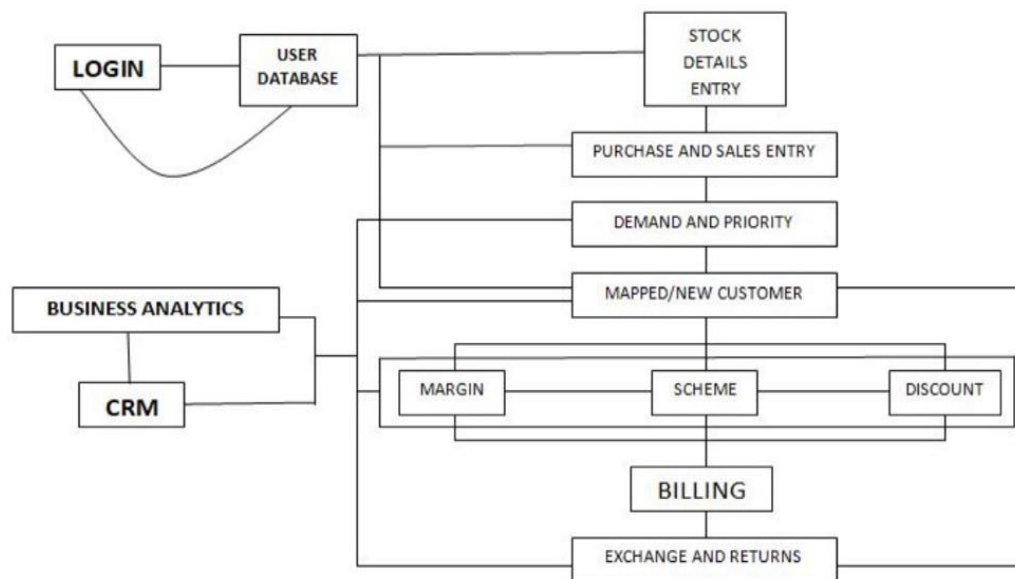 LOGIN
USER
DATABASE
STOCK
DETAILS
ENTRY
PURCHASE AND SALES ENTRY
DEMAND AND PRIORITY
MAPPED/NEW CUSTOMER
BUSINESS ANALYTICS
CRM
MARGIN
SCHEME
DISCOUNT
BILLING
EXCHANGE AND RETURNS